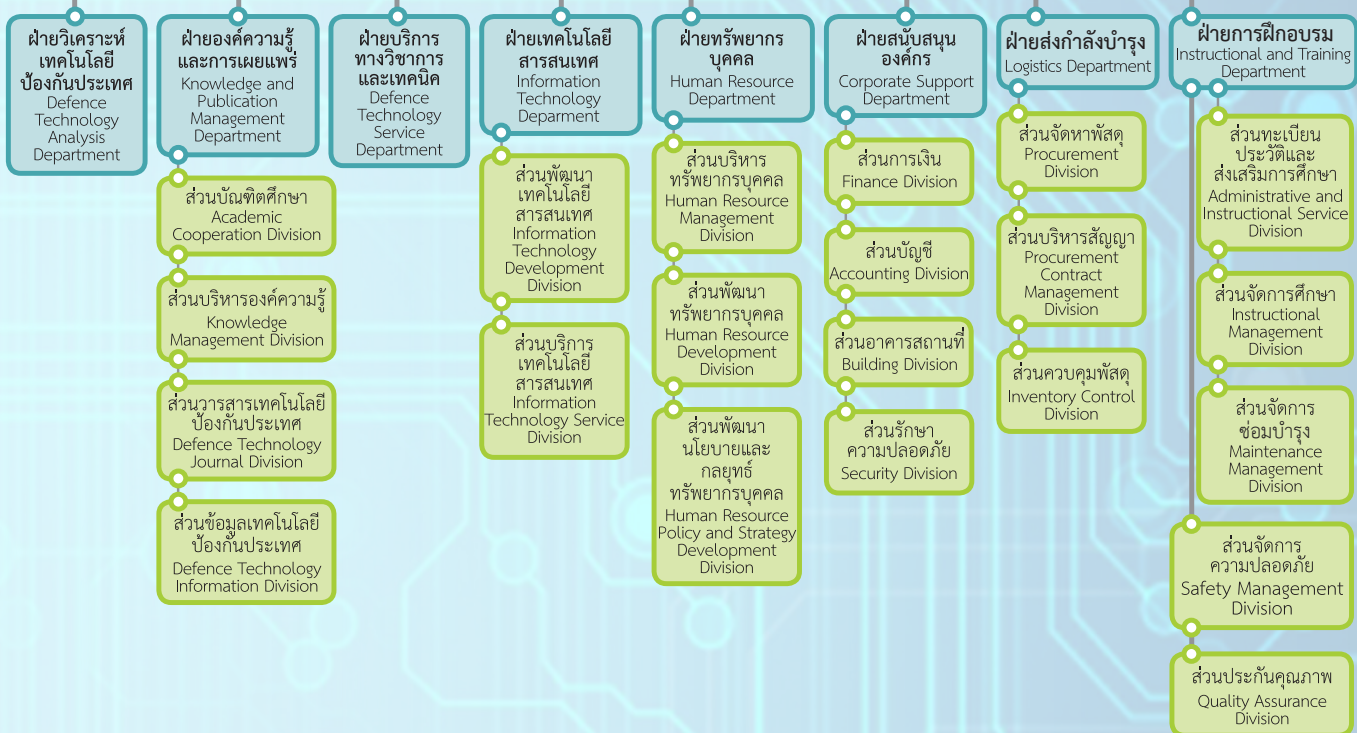 ฝ่ายวิเคราะห์
เทคโนโลยี
ป้องกันประเทศ
Defence
Technology
Analysis
Department
ฝ่ายองค์ความรู้
และการเผยแพร่
Knowledge and
Publication
Management
Department
ส่วนบัณฑิตศึกษา
Academic
Cooperation Division
ส่วนบริหารองค์ความรู้
Knowledge
Management Division
ส่วนวารสารเทคโนโลยี
ป้องกันประเทศ
Defence Technology
Journal Division
ส่วนข้อมูลเทคโนโลยี
ป้องกันประเทศ
Defence Technology
Information Division
ฝ่ายบริการ
ทางวิชาการ
และเทคนิค
Defence
Technology
Service
Department
ฝ่ายเทคโนโลยี
สารสนเทศ
Information
Technology
Department
ส่วนพัฒนา
เทคโนโลยี
สารสนเทศ
Information
Technology
Development
Division
ส่วนบริการ
เทคโนโลยี
สารสนเทศ
Information
Technology Service
Division
ฝ่ายทรัพยากร
บุคคล
Human Resource
Department
ส่วนบริหาร
ทรัพยากรบุคคล
Human Resource
Management
Division
ส่วนพัฒนา
ทรัพยากรบุคคล
Human Resource
Development
Division
ส่วนพัฒนา
นโยบายและ
กลยุทธ์
ทรัพยากรบุคคล
Human Resource
Policy and Strategy
Development
Division
ฝ่ายสนับสนุน
องค์กร
Corporate Support
Department
ส่วนการเงิน
Finance Division
ส่วนบัญชี
Accounting Division
ส่วนอาคารสถานที่
Building Division
ส่วนรักษา
ความปลอดภัย
Security Division
ฝ่ายส่งกำลังบำรุง
Logistics Department
ส่วนจัดหาพัสดุ
Procurement
Division
ส่วนบริหารสัญญา
Procurement
Contract
Management
Division
ส่วนควบคุมพัสดุ
Inventory Control
Division
ฝ่ายการฝึกอบรม
Instructional and Training
Department
ส่วนทะเบียน
ประวัติและ
ส่งเสริมการศึกษา
Administrative and
Instructional Service
Division
ส่วนจัดการศึกษา
Instructional
Management
Division
ส่วนจัดการ
ซ่อมบำรุง
Maintenance
Management
Division
ส่วนจัดการ
ความปลอดภัย
Safety Management
Division
ส่วนประกันคุณภาพ
Quality Assurance
Division